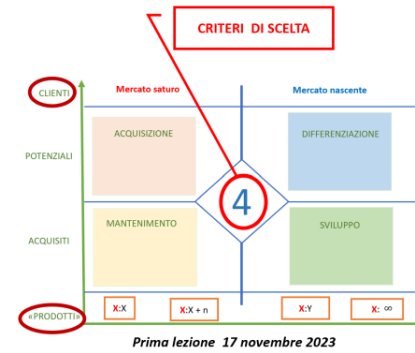 CRITERI DI SCELTA
CLIENTI
Mercato saturo
Mercato nascente
ACQUISIZIONE
DIFFERENZIAZIONE
POTENZIALI
4
MANTENIMENTO
SVILUPPO
ACQUISITI
«PRODOTTI»
X:X
X:X + n
X:Y
X: ∞
Prima lezione 17 novembre 2023